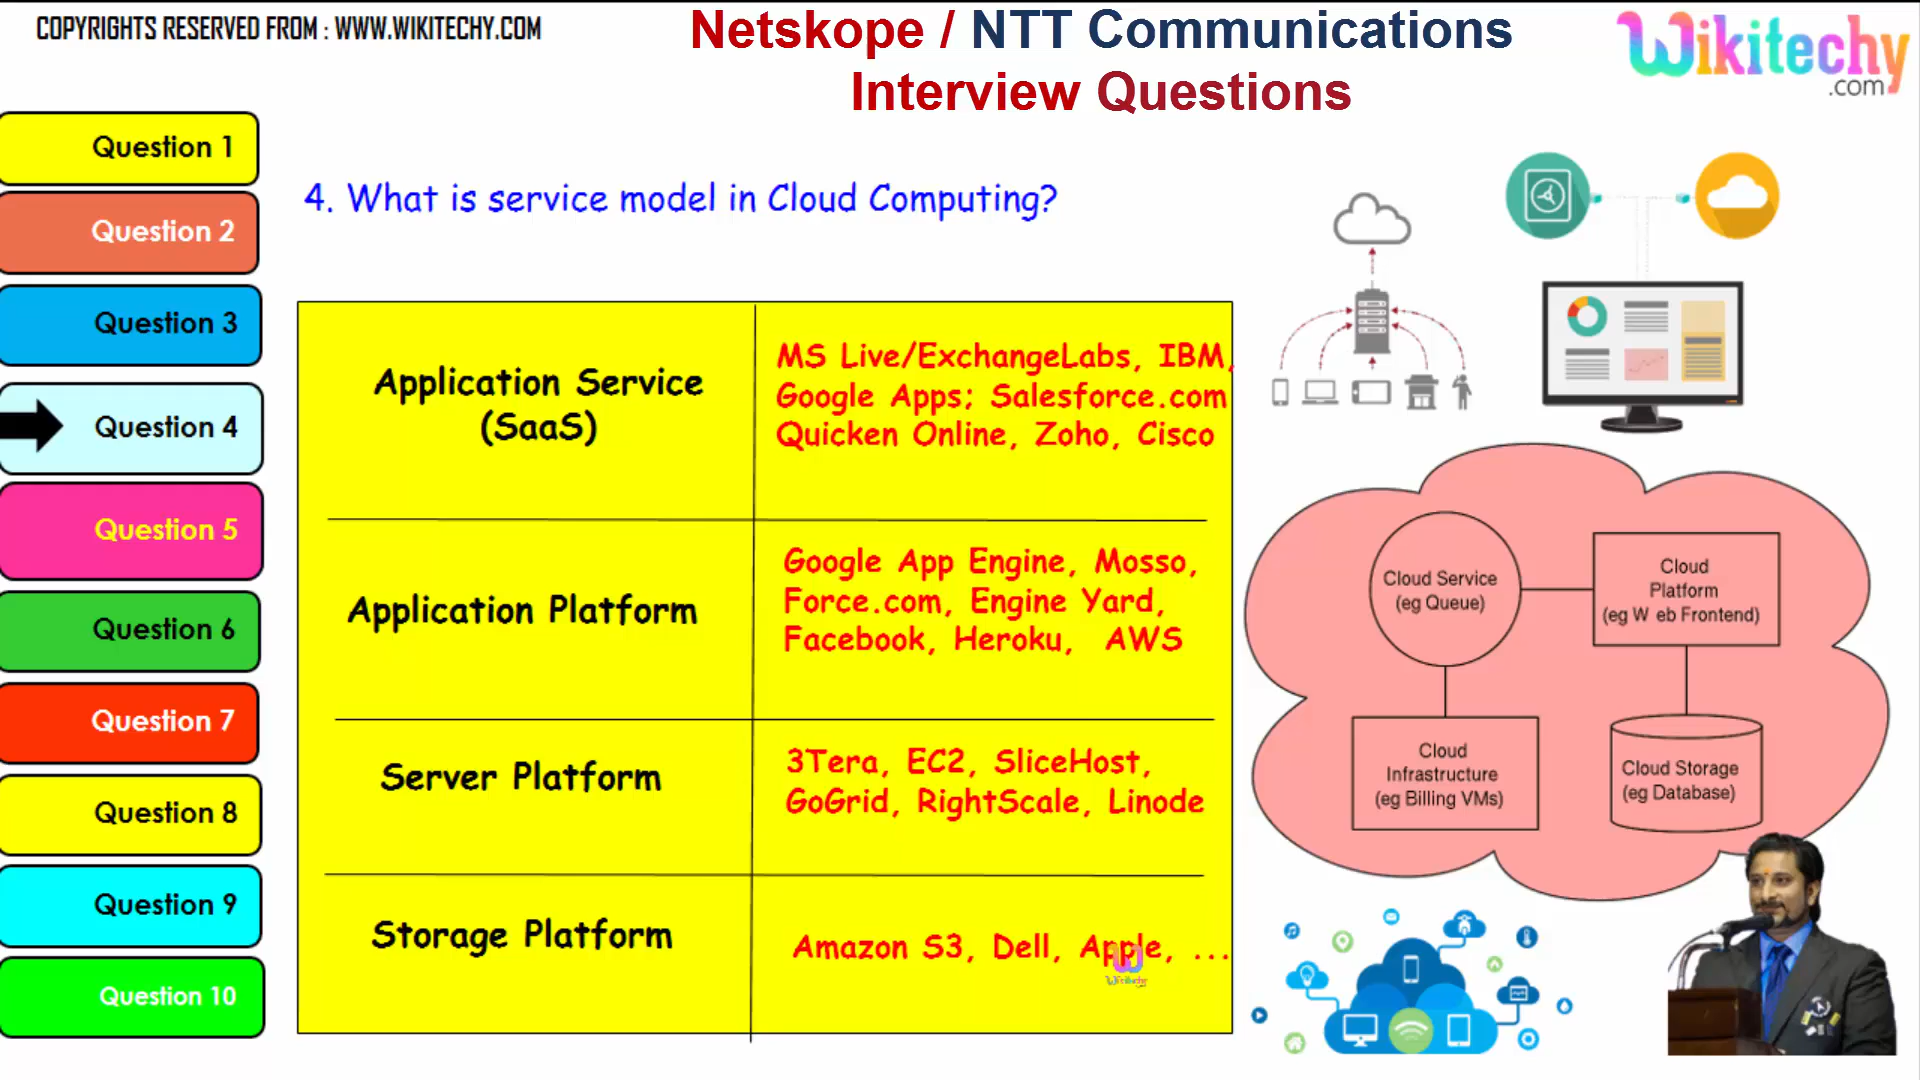 COPYRIGHTS RESERVED FROM : WWW.WIKITECHY.COM
Netskope / NTT Communications
Interview Questions
Wikitechy
.com
Question 1
Question 2
Question 3
Question 4
Question 5
Question 6
Question 7
Question 8
Question 9
Question 10
4. What is service model in Cloud Computing?
Application Service
(SaaS)
MS Live/ExchangeLabs, IBM,
Google Apps; Salesforce.com
Quicken Online, Zoho, Cisco
Application Platform
Google App Engine, Mosso,
Force.com, Engine Yard,
Facebook, Heroku, AWS
Server Platform
3Tera, EC2, SliceHost,
GoGrid, RightScale, Linode
Storage Platform
Amazon S3, Dell, Apple, ...
Cloud Service
(eg Queue)
Cloud
Platform
(eg W eb Frontend)
Cloud
Infrastructure
(eg Billing VMs)
Cloud Storage
(eg Database)